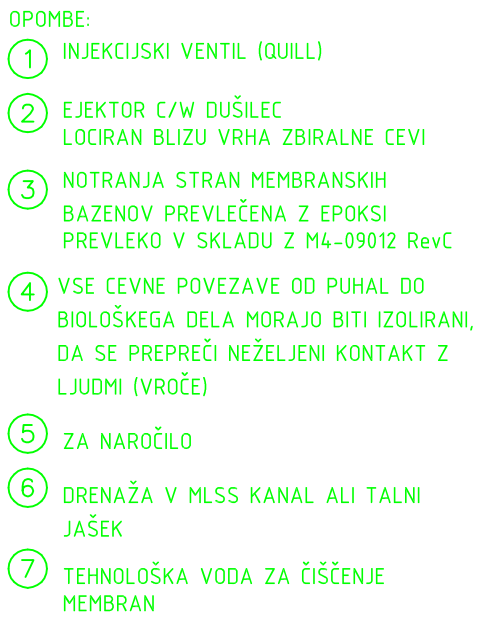 OPOMBE:
1 INJEKCIJSKI VENTIL (QUILL)
2 EJEKTOR C/W DUŠILEC
LOCIRAN BLIZU VRHA ZBIRALNE CEVI
3 NOTRANJA STRAN MEMBRANSKIH
BAZENOV PREVLEČENA Z EPOKSI
PREVLEKO V SKLADU Z M4-09012 RevC
4 VSE CEVNE POVEZAVE OD PUHAL DO
BIOLOŠKEGA DELA MORAJO BITI IZOLIRANI,
DA SE PREPREČI NEŽELJENI KONTAKT Z
LJUDMI (VROČE)
5 ZA NAROČILO
6 DRENAŽA V MLSS KANAL ALI TALNI
JAŠEK
7 TEHNOLOŠKA VODA ZA ČIŠČENJE
MEMBRAN